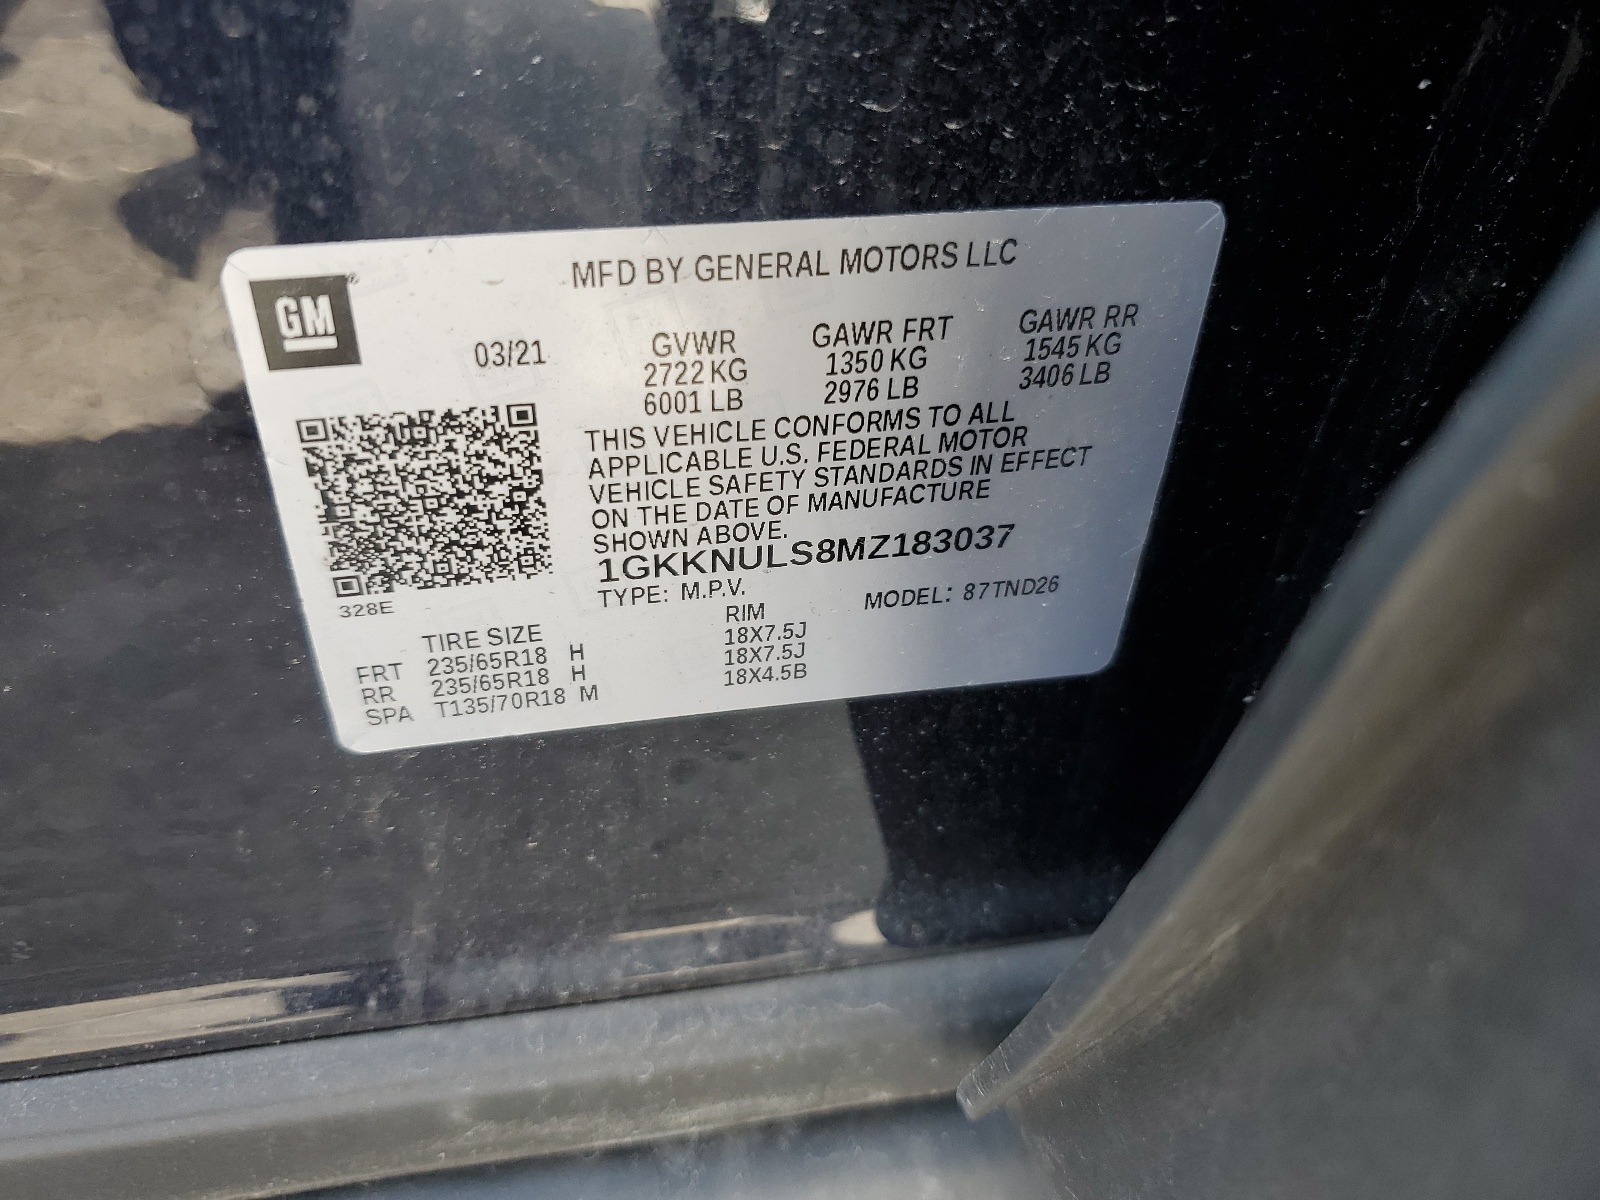 MFD BY GENERAL MOTORS LLC
GM®
03/21
GVWR GAWR FRT GAWR RR
2722 KG 1350 KG 1545 KG
6001 LB 2976 LB 3406 LB
THIS VEHICLE CONFORMS TO ALL
APPLICABLE U.S. FEDERAL MOTOR
VEHICLE SAFETY STANDARDS IN EFFECT
ON THE DATE OF MANUFACTURE
SHOWN ABOVE.
1GKKNULS8MZ183037
328E
TYPE: M.P.V. MODEL: 87TND26
TIRE SIZE RIM
FRT 235/65R18 H 18X7.5J
RR 235/65R18 H 18X7.5J
SPA T135/70R18 M 18X4.5B